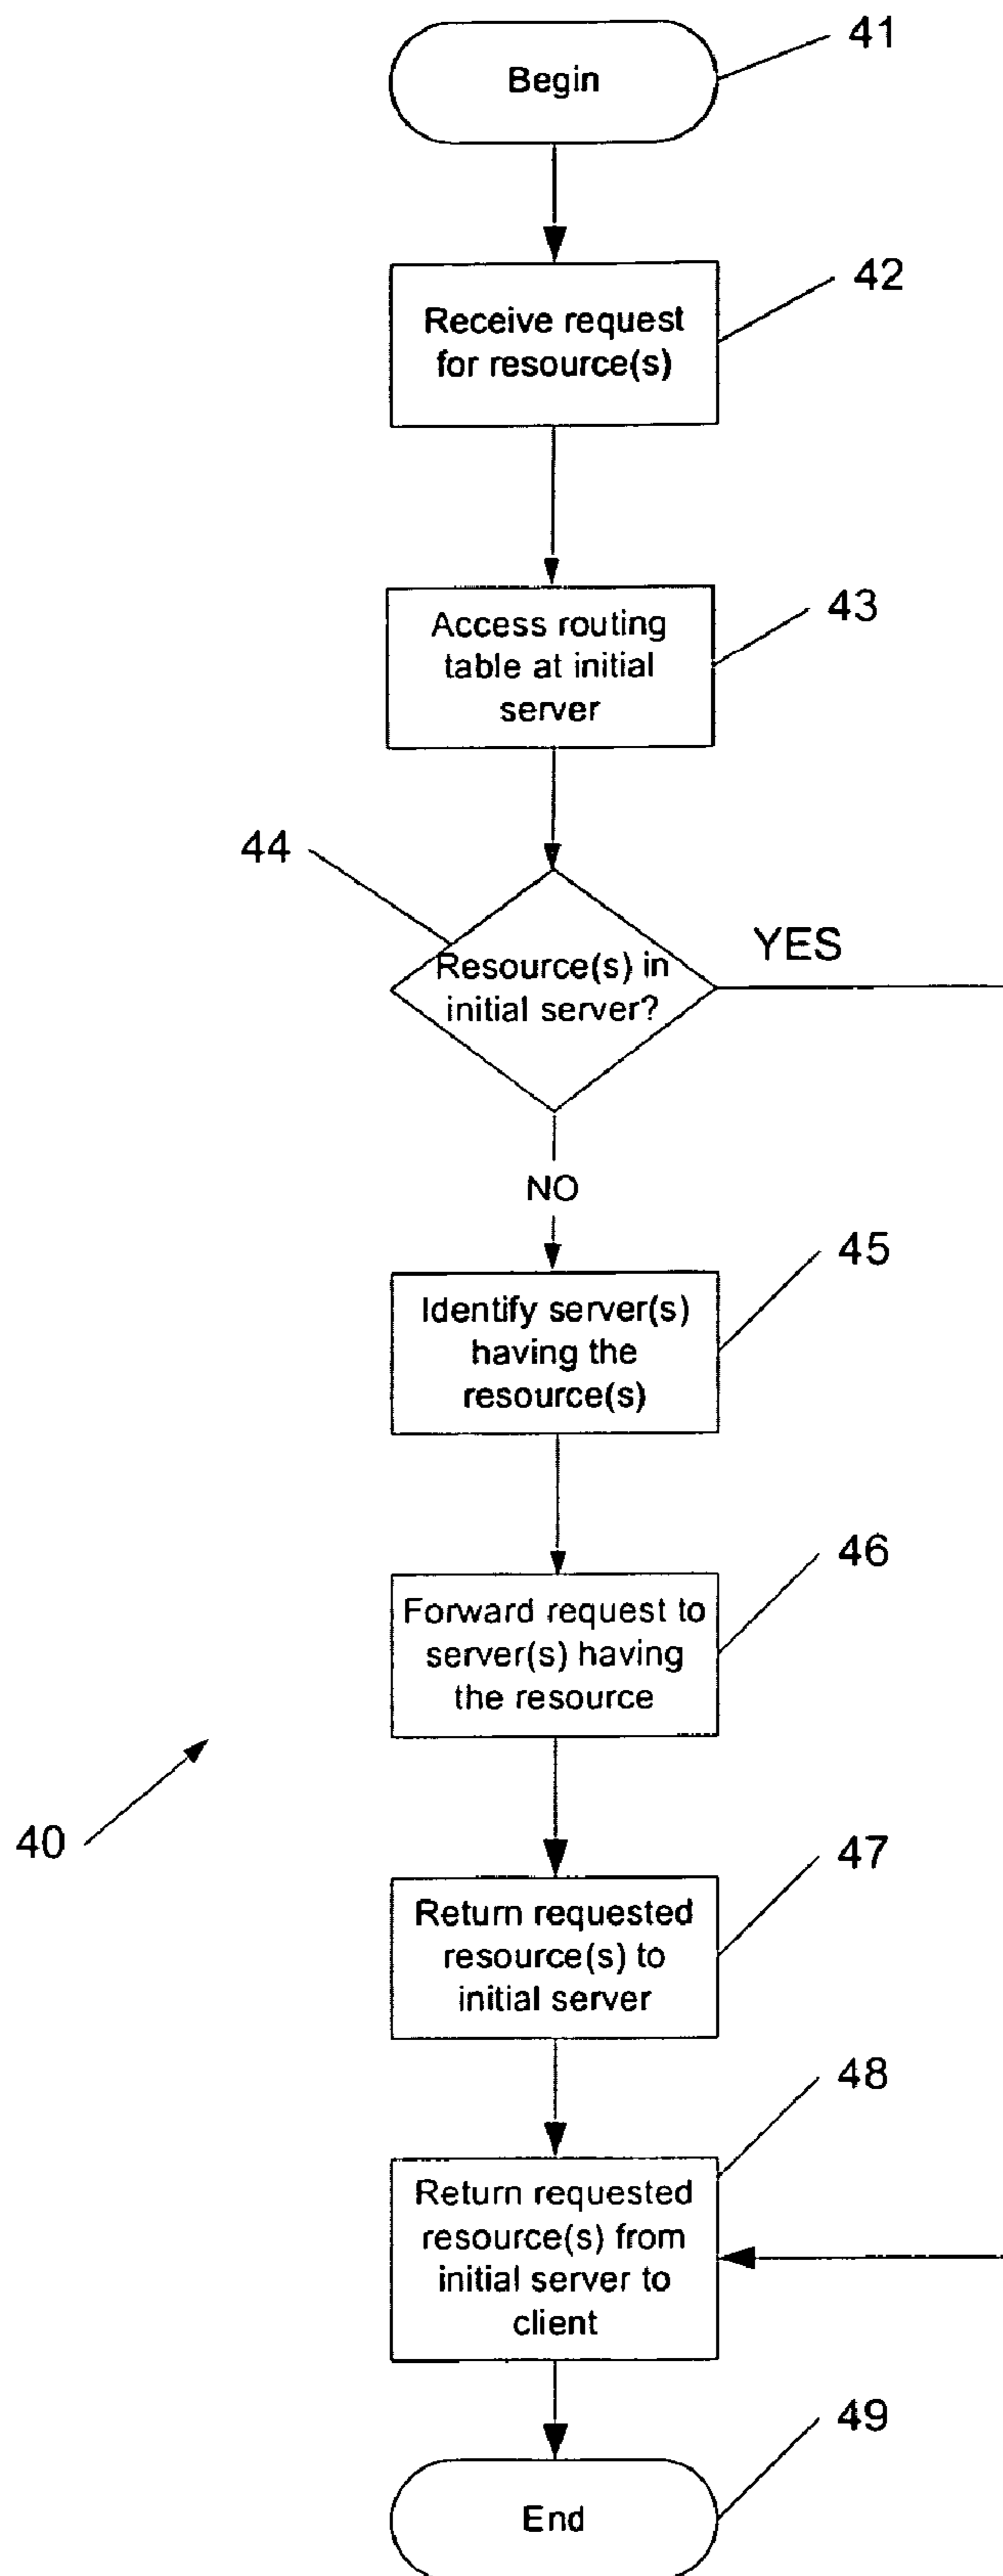 41
Begin
42
Receive request
for resource(s)
43
Access routing
table at initial
server
44
YES
Resource(s) in
initial server?
NO
45
Identify server(s)
having the
resource(s)
46
Forward request to
server(s) having
the resource
40
47
Return requested
resource(s) to
initial server
48
Return requested
resource(s) from
initial server to
client
49
End